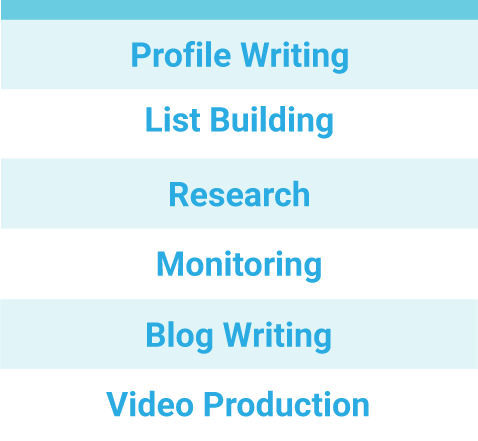 Profile Writing
List Building
Research
Monitoring
Blog Writing
Video Production